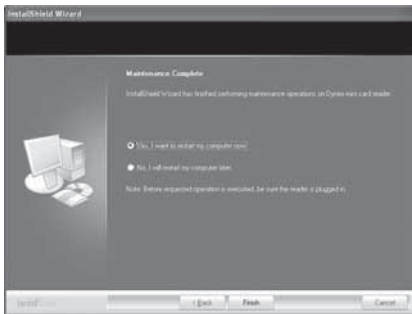 InstallShield Wizard
Maintenance Complete
InstallShield Wizard has finished performing maintenance operations on Dynex mini card reader.
Yes, I want to restart my computer now.
No, I will restart my computer later.
Note: Before requested operation is executed, be sure the reader is plugged in.
< Back
Finish
Cancel